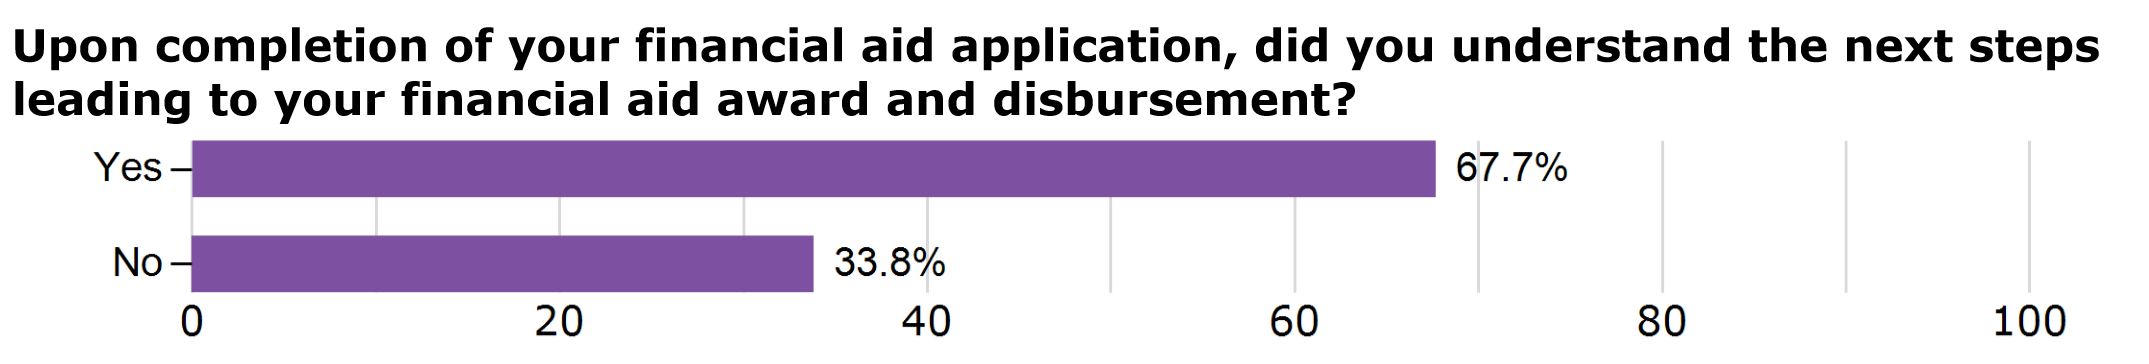 Upon completion of your financial aid application, did you understand the next steps
leading to your financial aid award and disbursement?
Yes 67.7%
No 33.8%
0 20 40 60 80 100